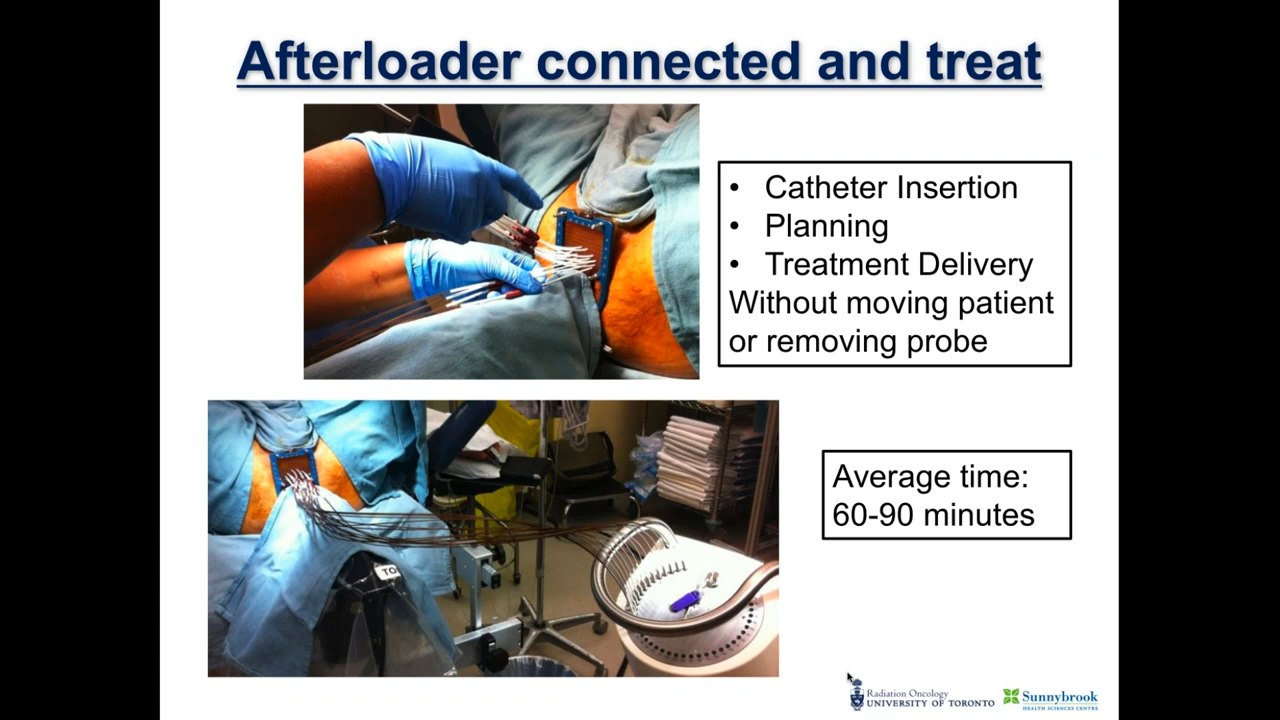 Afterloader connected and treat
• Catheter Insertion
• Planning
• Treatment Delivery
Without moving patient
or removing probe
Average time:
60-90 minutes
TO
Radiation Oncology
UNIVERSITY OF TORONTO
Sunnybrook
HEALTH SCIENCES CENTRE